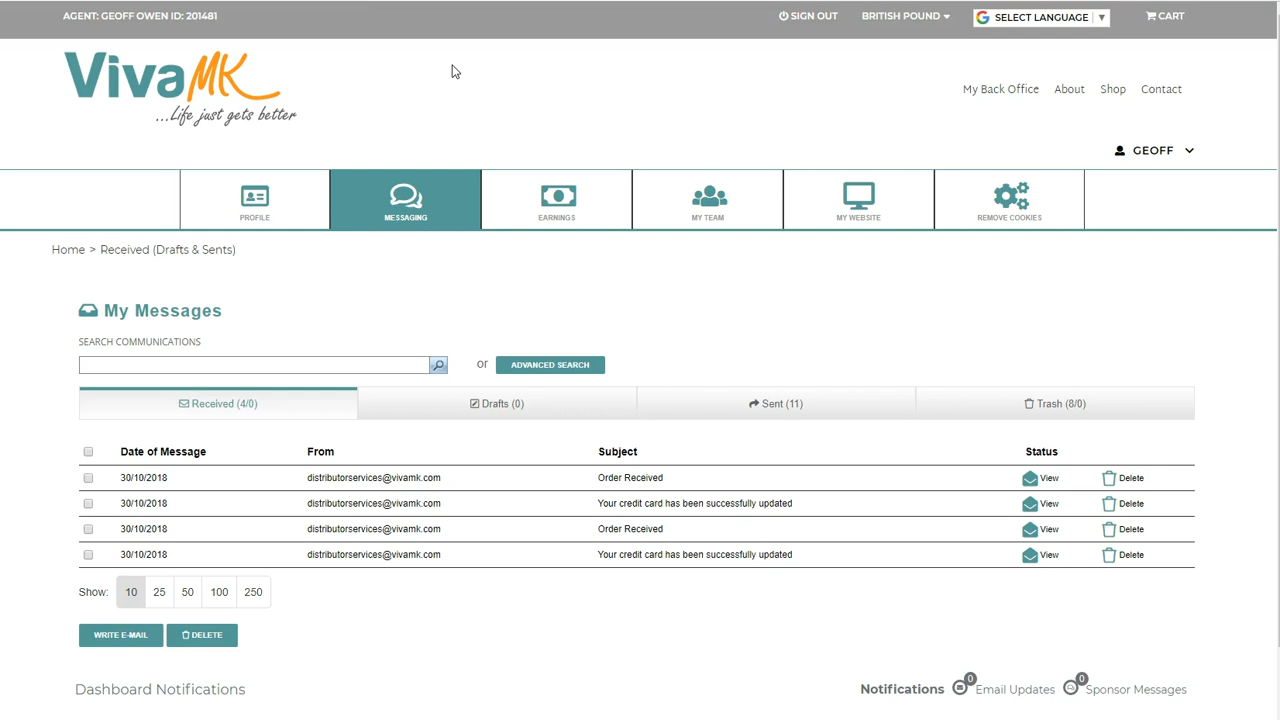 AGENT: GEOFF OWEN ID: 201481
SIGN OUT BRITISH POUND SELECT LANGUAGE ▼ CART
VivaMK
...Life just gets better
My Back Office About Shop Contact
GEOFF
PROFILE MESSAGING EARNINGS MY TEAM MY WEBSITE REMOVE COOKIES
Home > Received (Drafts & Sents)
My Messages
SEARCH COMMUNICATIONS
or ADVANCED SEARCH
Received (4/0) Drafts (0) Sent (11) Trash (8/0)
Date of Message From Subject Status
30/10/2018 distributorservices@vivamk.com Order Received View Delete
30/10/2018 distributorservices@vivamk.com Your credit card has been successfully updated View Delete
30/10/2018 distributorservices@vivamk.com Order Received View Delete
30/10/2018 distributorservices@vivamk.com Your credit card has been successfully updated View Delete
Show: 10 25 50 100 250
WRITE E-MAIL DELETE
Dashboard Notifications Notifications 0 Email Updates 0 Sponsor Messages